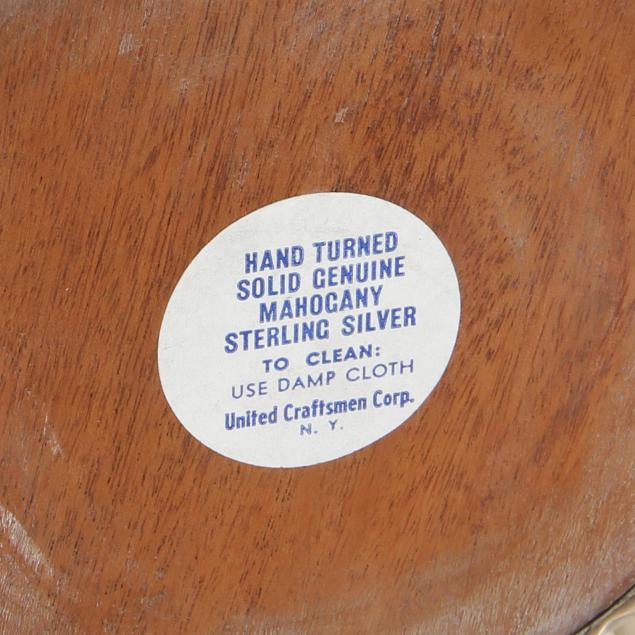 HAND TURNED
SOLID GENUINE
MAHOGANY
STERLING SILVER
TO CLEAN:
USE DAMP CLOTH
United Craftsmen Corp.
N. Y.